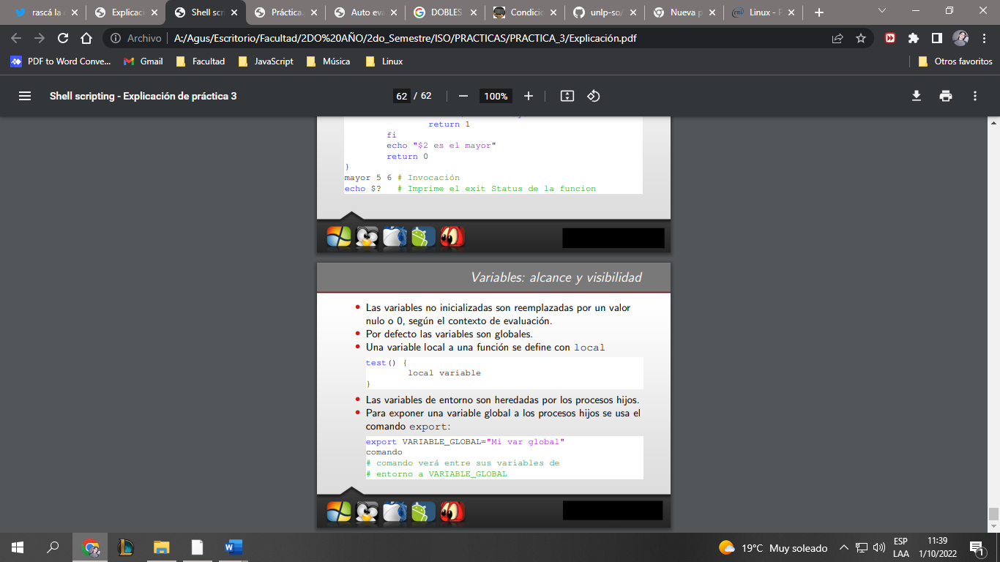 rascá la
Explicaci
Shell scr
Práctica
Auto eva
DOBLES
Condicio
unlp-so/
Nueva p
Linux - P
Archivo
A:/Agus/Escritorio/Facultad/2DO%20AÑO/2do_Semestre/ISO/PRACTICAS/PRACTICA_3/Explicación.pdf
PDF to Word Conve...
Gmail
Facultad
JavaScript
Música
Linux
Otros favoritos
Shell scripting - Explicación de práctica 3
62 / 62
100%
return 1
fi
echo "$2 es el mayor"
return 0
}
mayor 5 6 # Invocación
echo $? # Imprime el exit Status de la funcion
Variables: alcance y visibilidad
• Las variables no inicializadas son reemplazadas por un valor
nulo o 0, según el contexto de evaluación.
• Por defecto las variables son globales.
• Una variable local a una función se define con local
test() {
local variable
}
• Las variables de entorno son heredadas por los procesos hijos.
• Para exponer una variable global a los procesos hijos se usa el
comando export:
export VARIABLE_GLOBAL="Mi var global"
comando
# comando verá entre sus variables de
# entorno a VARIABLE_GLOBAL
19°C Muy soleado
ESP
LAA
11:39
1/10/2022
1